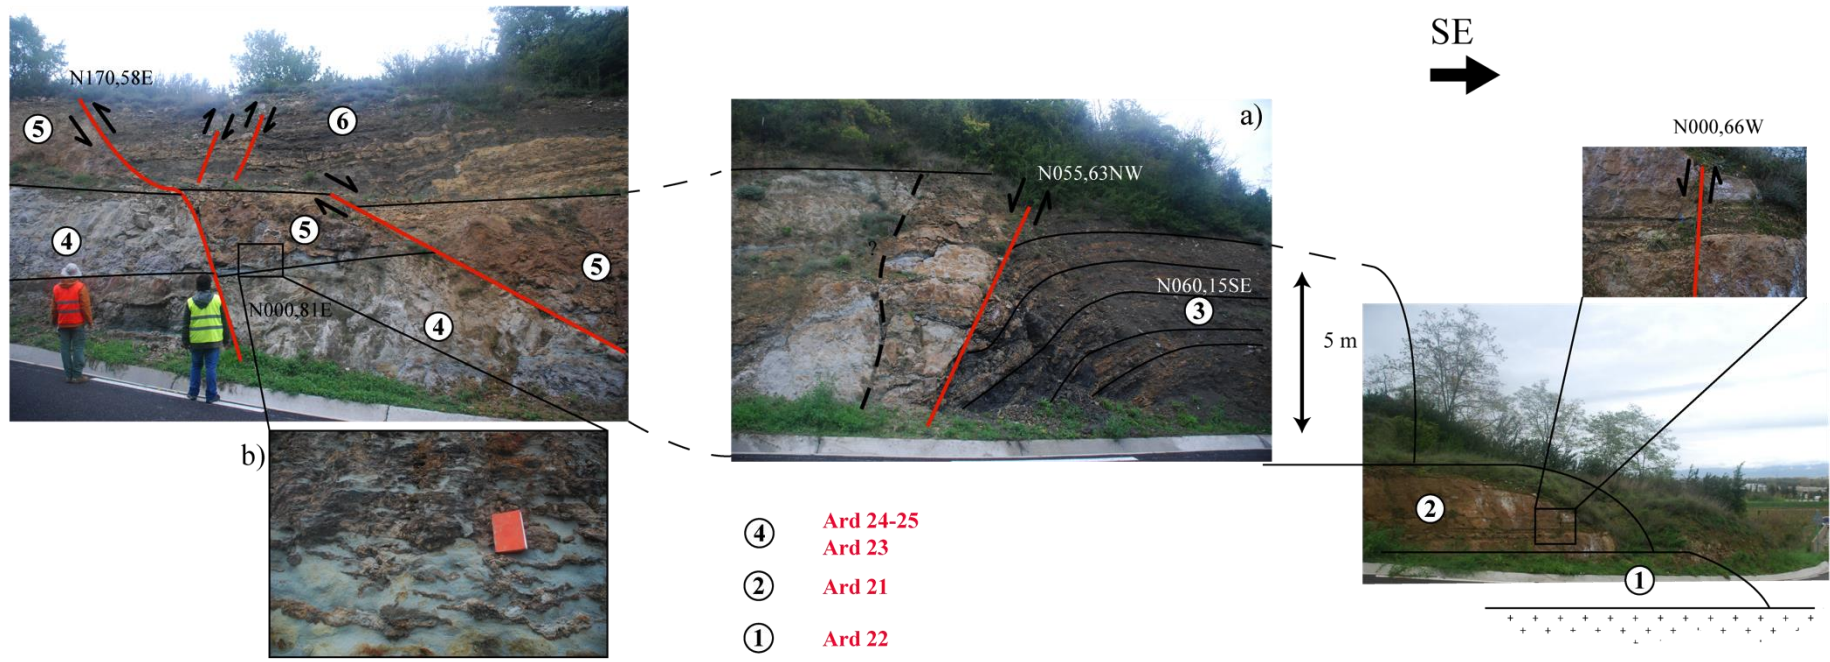 SE
N170,58E
5
6
4
5
5
4
N000,81E
a)
N055,63NW
?
N060,15SE
3
5 m
N000,66W
2
1
b)
4 Ard 24-25
Ard 23
2 Ard 21
1 Ard 22